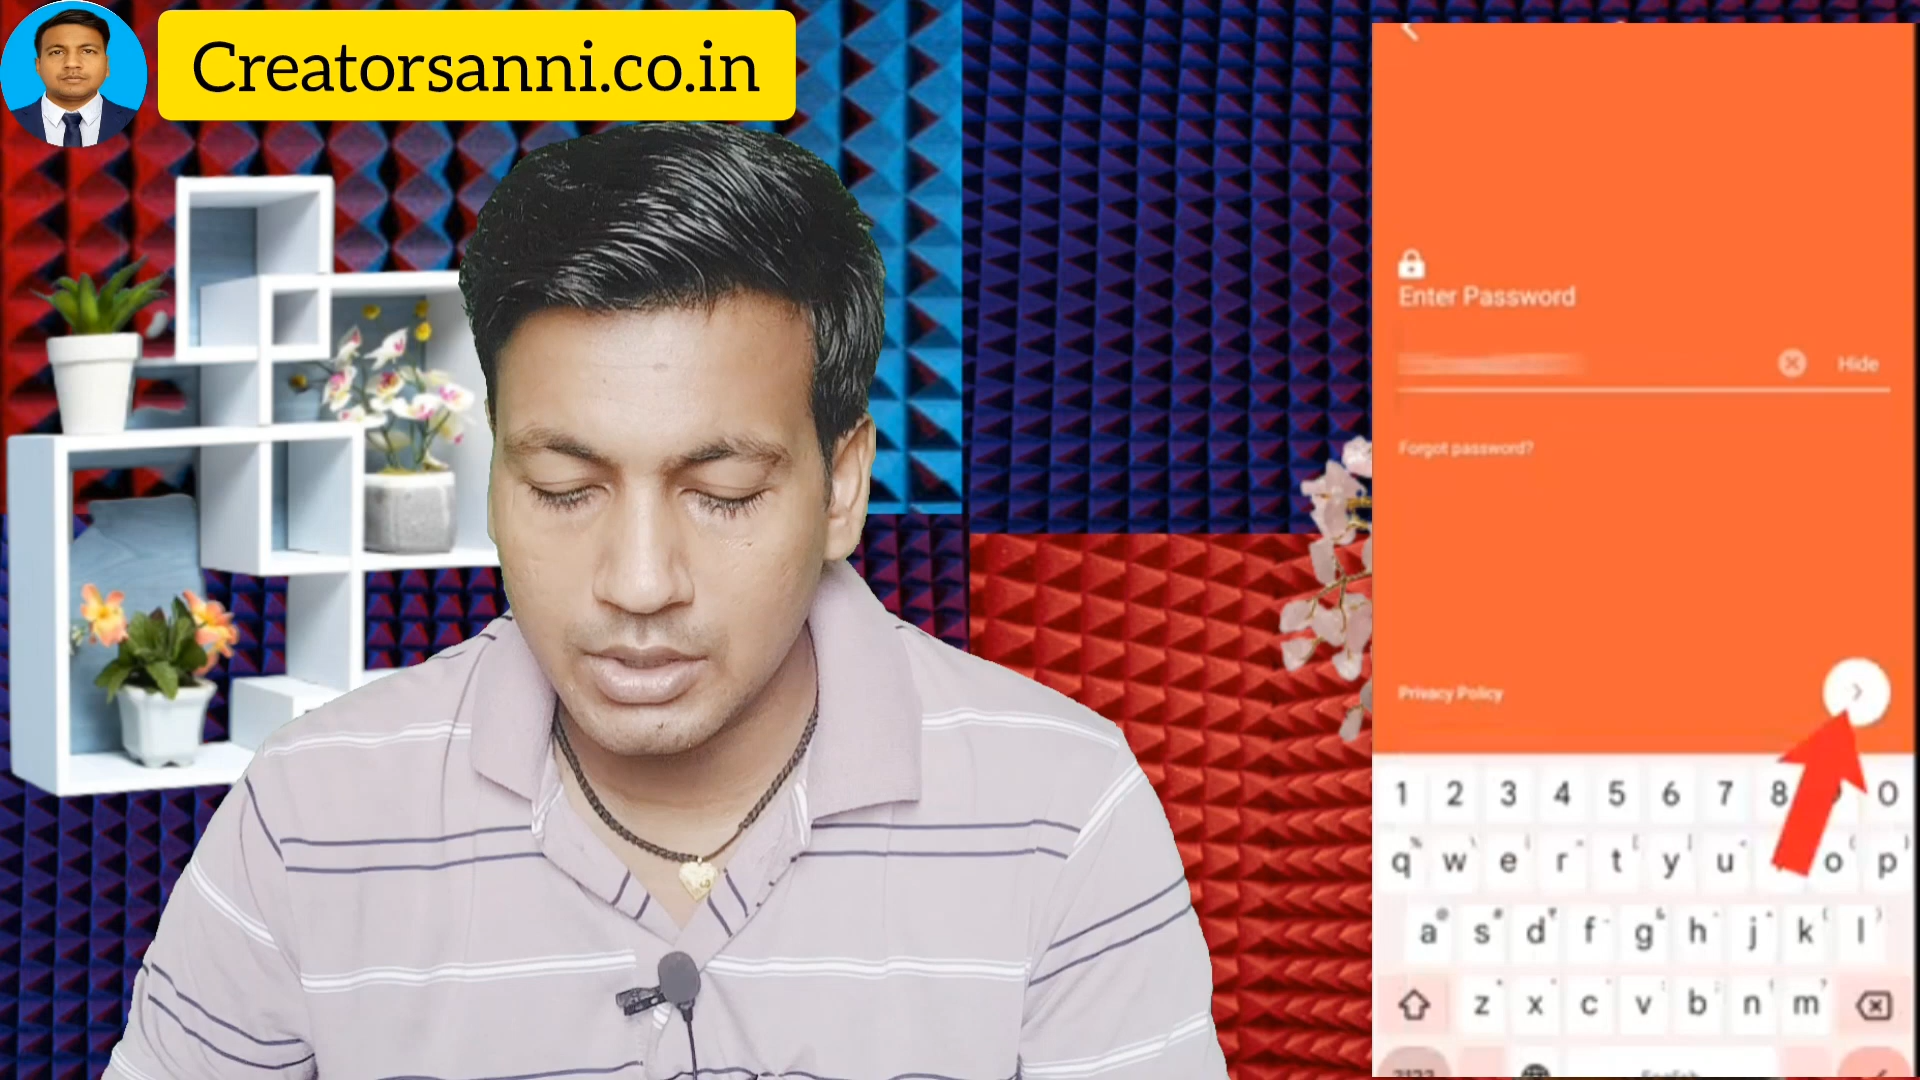 Creatorsanni.co.in
Enter Password
Hide
Forgot password?
Privacy Policy
1 2 3 4 5 6 7 8 0
q w e r t y u o p
a s d f g h j k l
z x c v b n m
English